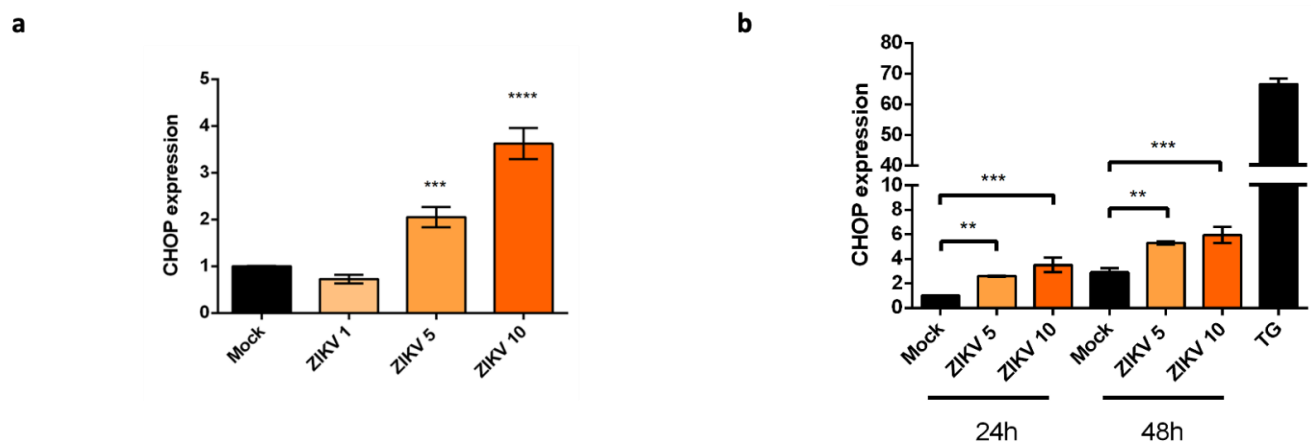 a
CHOP expression
5
4
3
2
1
0
***
****
Mock
ZIKV 1
ZIKV 5
ZIKV 10
b
CHOP expression
80
70
60
50
40
10
8
6
4
2
0
**
***
**
***
Mock
ZIKV 5
ZIKV 10
Mock
ZIKV 5
ZIKV 10
TG
24h
48h